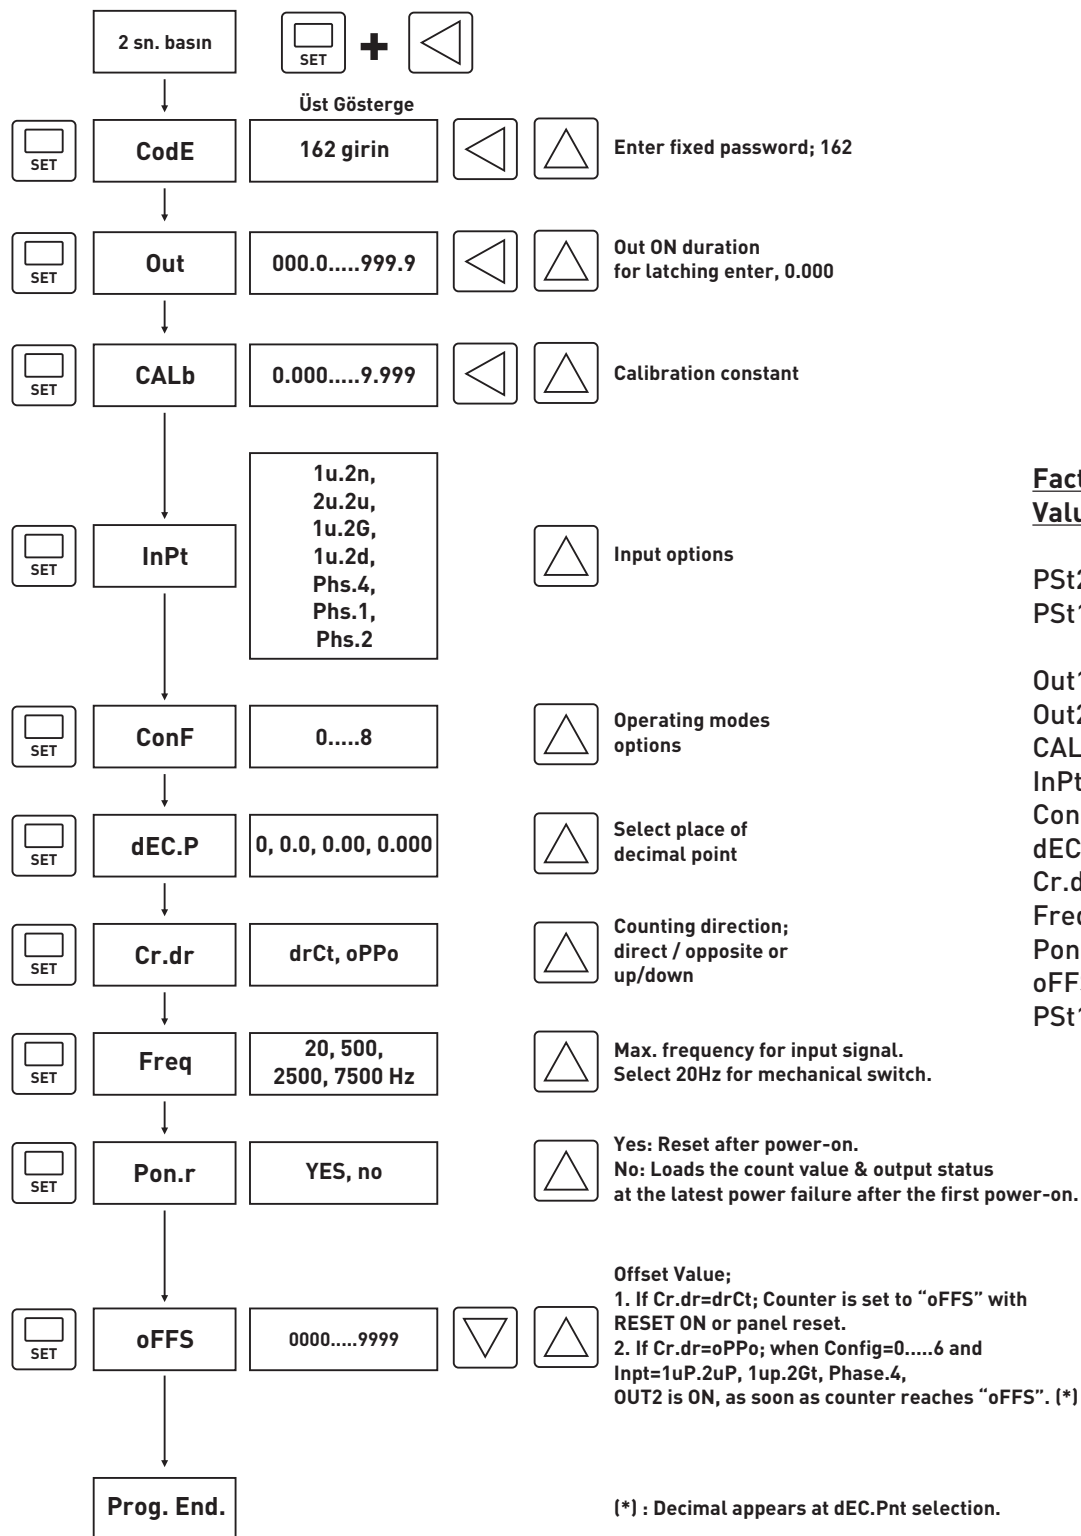 2 sn. basın
SET
+
Üst Gösterge
SET
CodE
162 girin
Enter fixed password; 162
SET
Out
000.0.....999.9
Out ON duration
for latching enter, 0.000
SET
CALb
0.000.....9.999
Calibration constant
SET
InPt
1u.2n,
2u.2u,
1u.2G,
1u.2d,
Phs.4,
Phs.1,
Phs.2
Input options
SET
ConF
0.....8
Operating modes
options
SET
dEC.P
0, 0.0, 0.00, 0.000
Select place of
decimal point
SET
Cr.dr
drCt, oPPo
Counting direction;
direct / opposite or
up/down
SET
Freq
20, 500,
2500, 7500 Hz
Max. frequency for input signal.
Select 20Hz for mechanical switch.
SET
Pon.r
YES, no
Yes: Reset after power-on.
No: Loads the count value & output status
at the latest power failure after the first power-on.
SET
oFFS
0000.....9999
Offset Value;
1. If Cr.dr=drCt; Counter is set to “oFFS” with
RESET ON or panel reset.
2. If Cr.dr=oPPo; when Config=0.....6 and
Inpt=1uP.2uP, 1up.2Gt, Phase.4,
OUT2 is ON, as soon as counter reaches “oFFS”. (*)
Prog. End.
(*) : Decimal appears at dEC.Pnt selection.
Fact
Valu
PSt2
PSt1
Out1
Out2
CAL
InPt
Con
dEC
Cr.d
Freq
Pon
oFF
PSt1